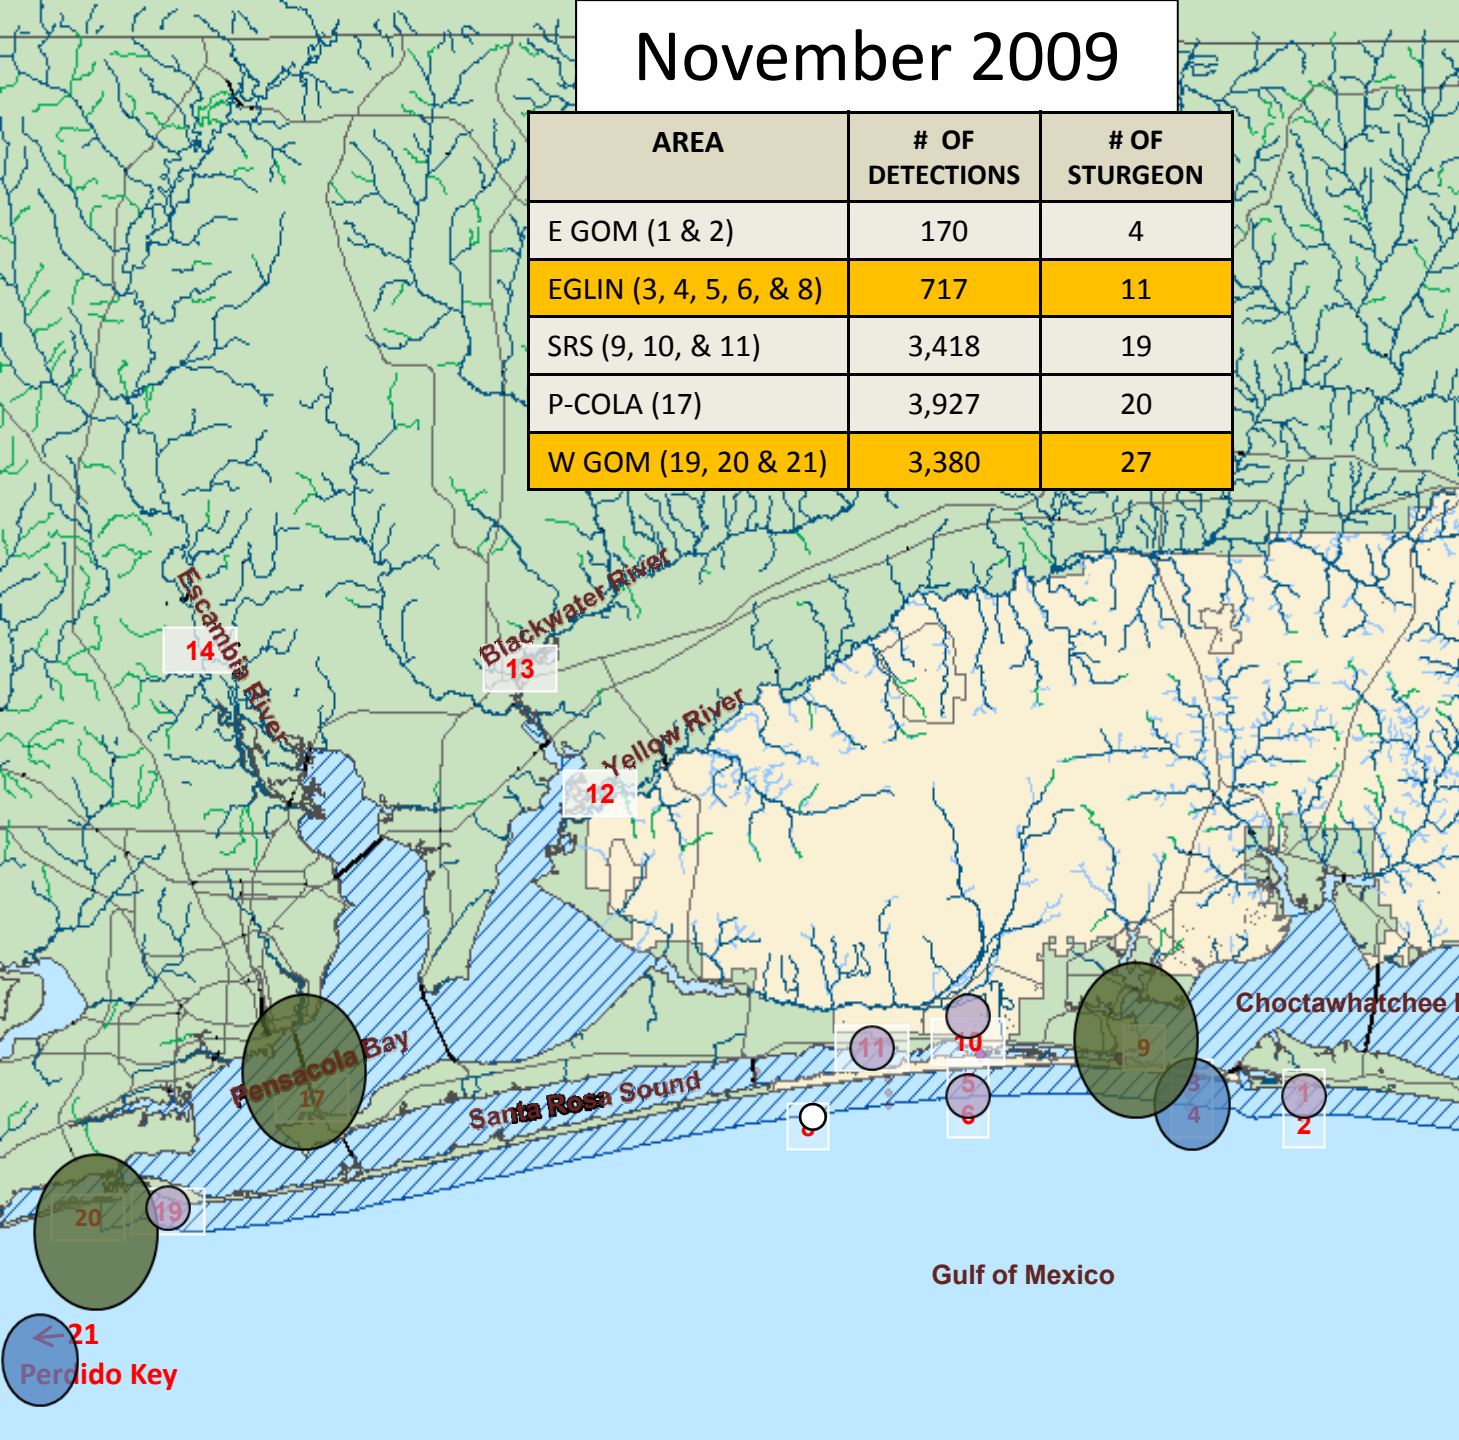 November 2009
AREA # OF DETECTIONS # OF STURGEON
E GOM (1 & 2) 170 4
EGLIN (3, 4, 5, 6, & 8) 717 11
SRS (9, 10, & 11) 3,418 19
P-COLA (17) 3,927 20
W GOM (19, 20 & 21) 3,380 27
Escambia River
14
Blackwater River
13
Yellow River
12
Choctawhatchee
Pensacola Bay
17
Santa Rosa Sound
11
10
9
3
4
5
6
8
1
2
20
19
Gulf of Mexico
21
Perdido Key